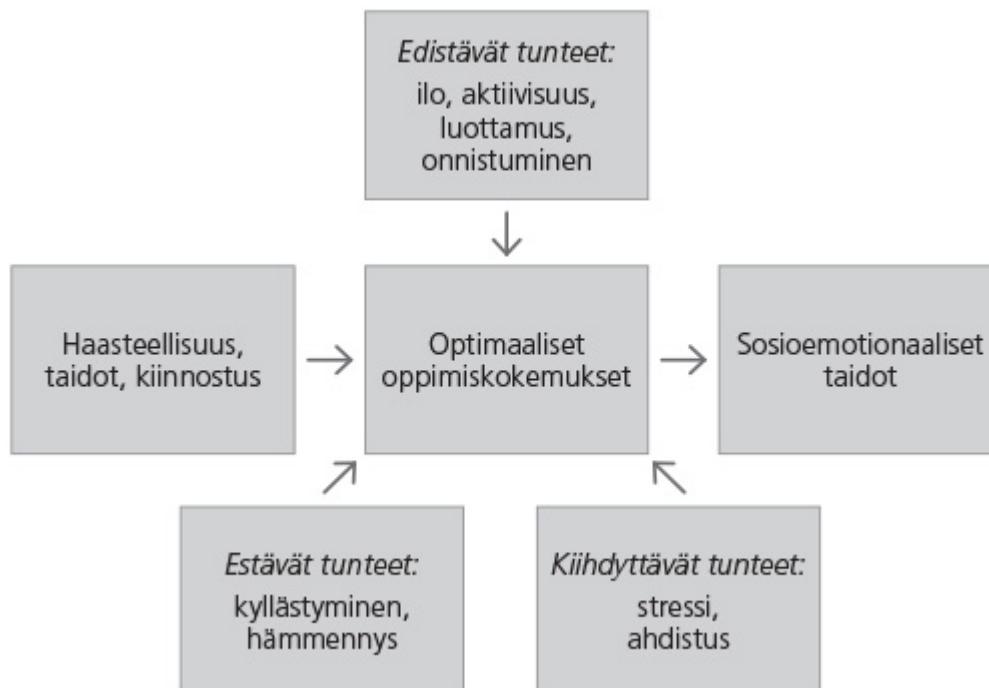 Edistävät tunteet:
ilo, aktiivisuus,
luottamus,
onnistuminen
Haasteellisuus,
taidot, kiinnostus
Optimaaliset
oppimiskokemukset
Sosioemotionaaliset
taidot
Estävät tunteet:
kyllästyminen,
hämmennys
Kiihdyttävät tunteet:
stressi,
ahdistus